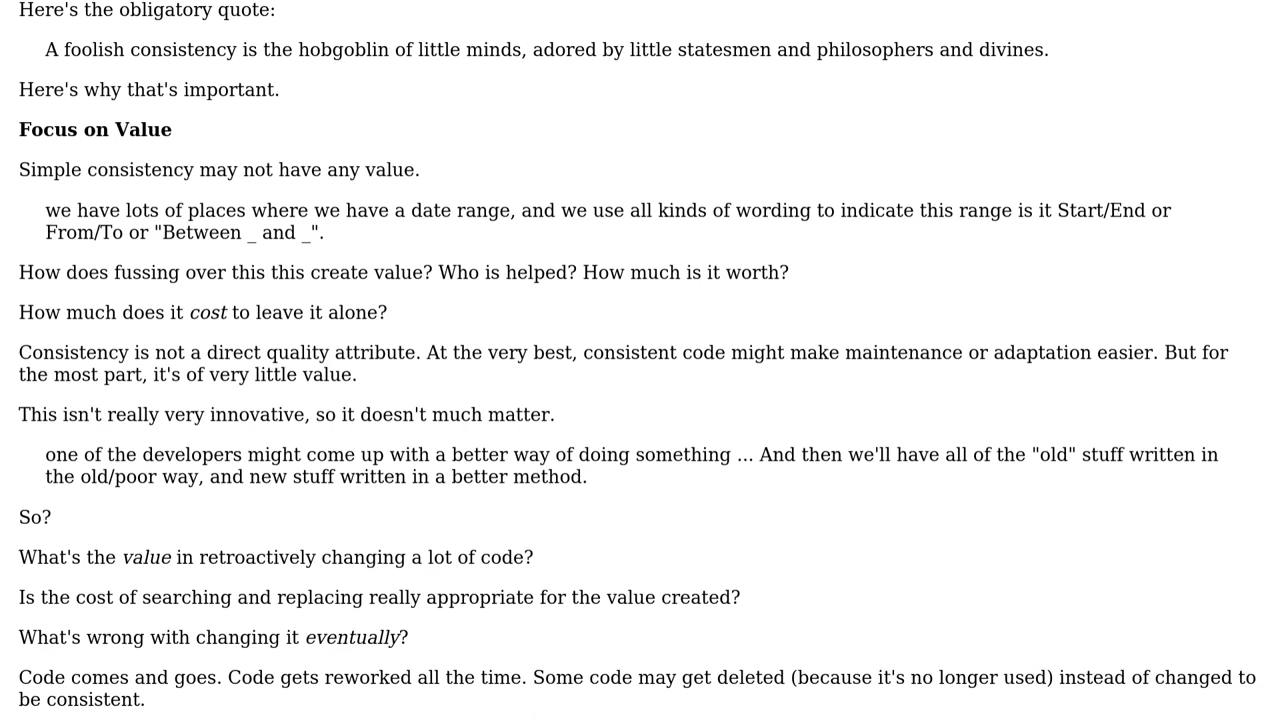 Here's the obligatory quote:
A foolish consistency is the hobgoblin of little minds, adored by little statesmen and philosophers and divines.
Here's why that's important.
Focus on Value
Simple consistency may not have any value.
we have lots of places where we have a date range, and we use all kinds of wording to indicate this range is it Start/End or
From/To or "Between _ and _".
How does fussing over this this create value? Who is helped? How much is it worth?
How much does it cost to leave it alone?
Consistency is not a direct quality attribute. At the very best, consistent code might make maintenance or adaptation easier. But for
the most part, it's of very little value.
This isn't really very innovative, so it doesn't much matter.
one of the developers might come up with a better way of doing something ... And then we'll have all of the "old" stuff written in
the old/poor way, and new stuff written in a better method.
So?
What's the value in retroactively changing a lot of code?
Is the cost of searching and replacing really appropriate for the value created?
What's wrong with changing it eventually?
Code comes and goes. Code gets reworked all the time. Some code may get deleted (because it's no longer used) instead of changed to
be consistent.